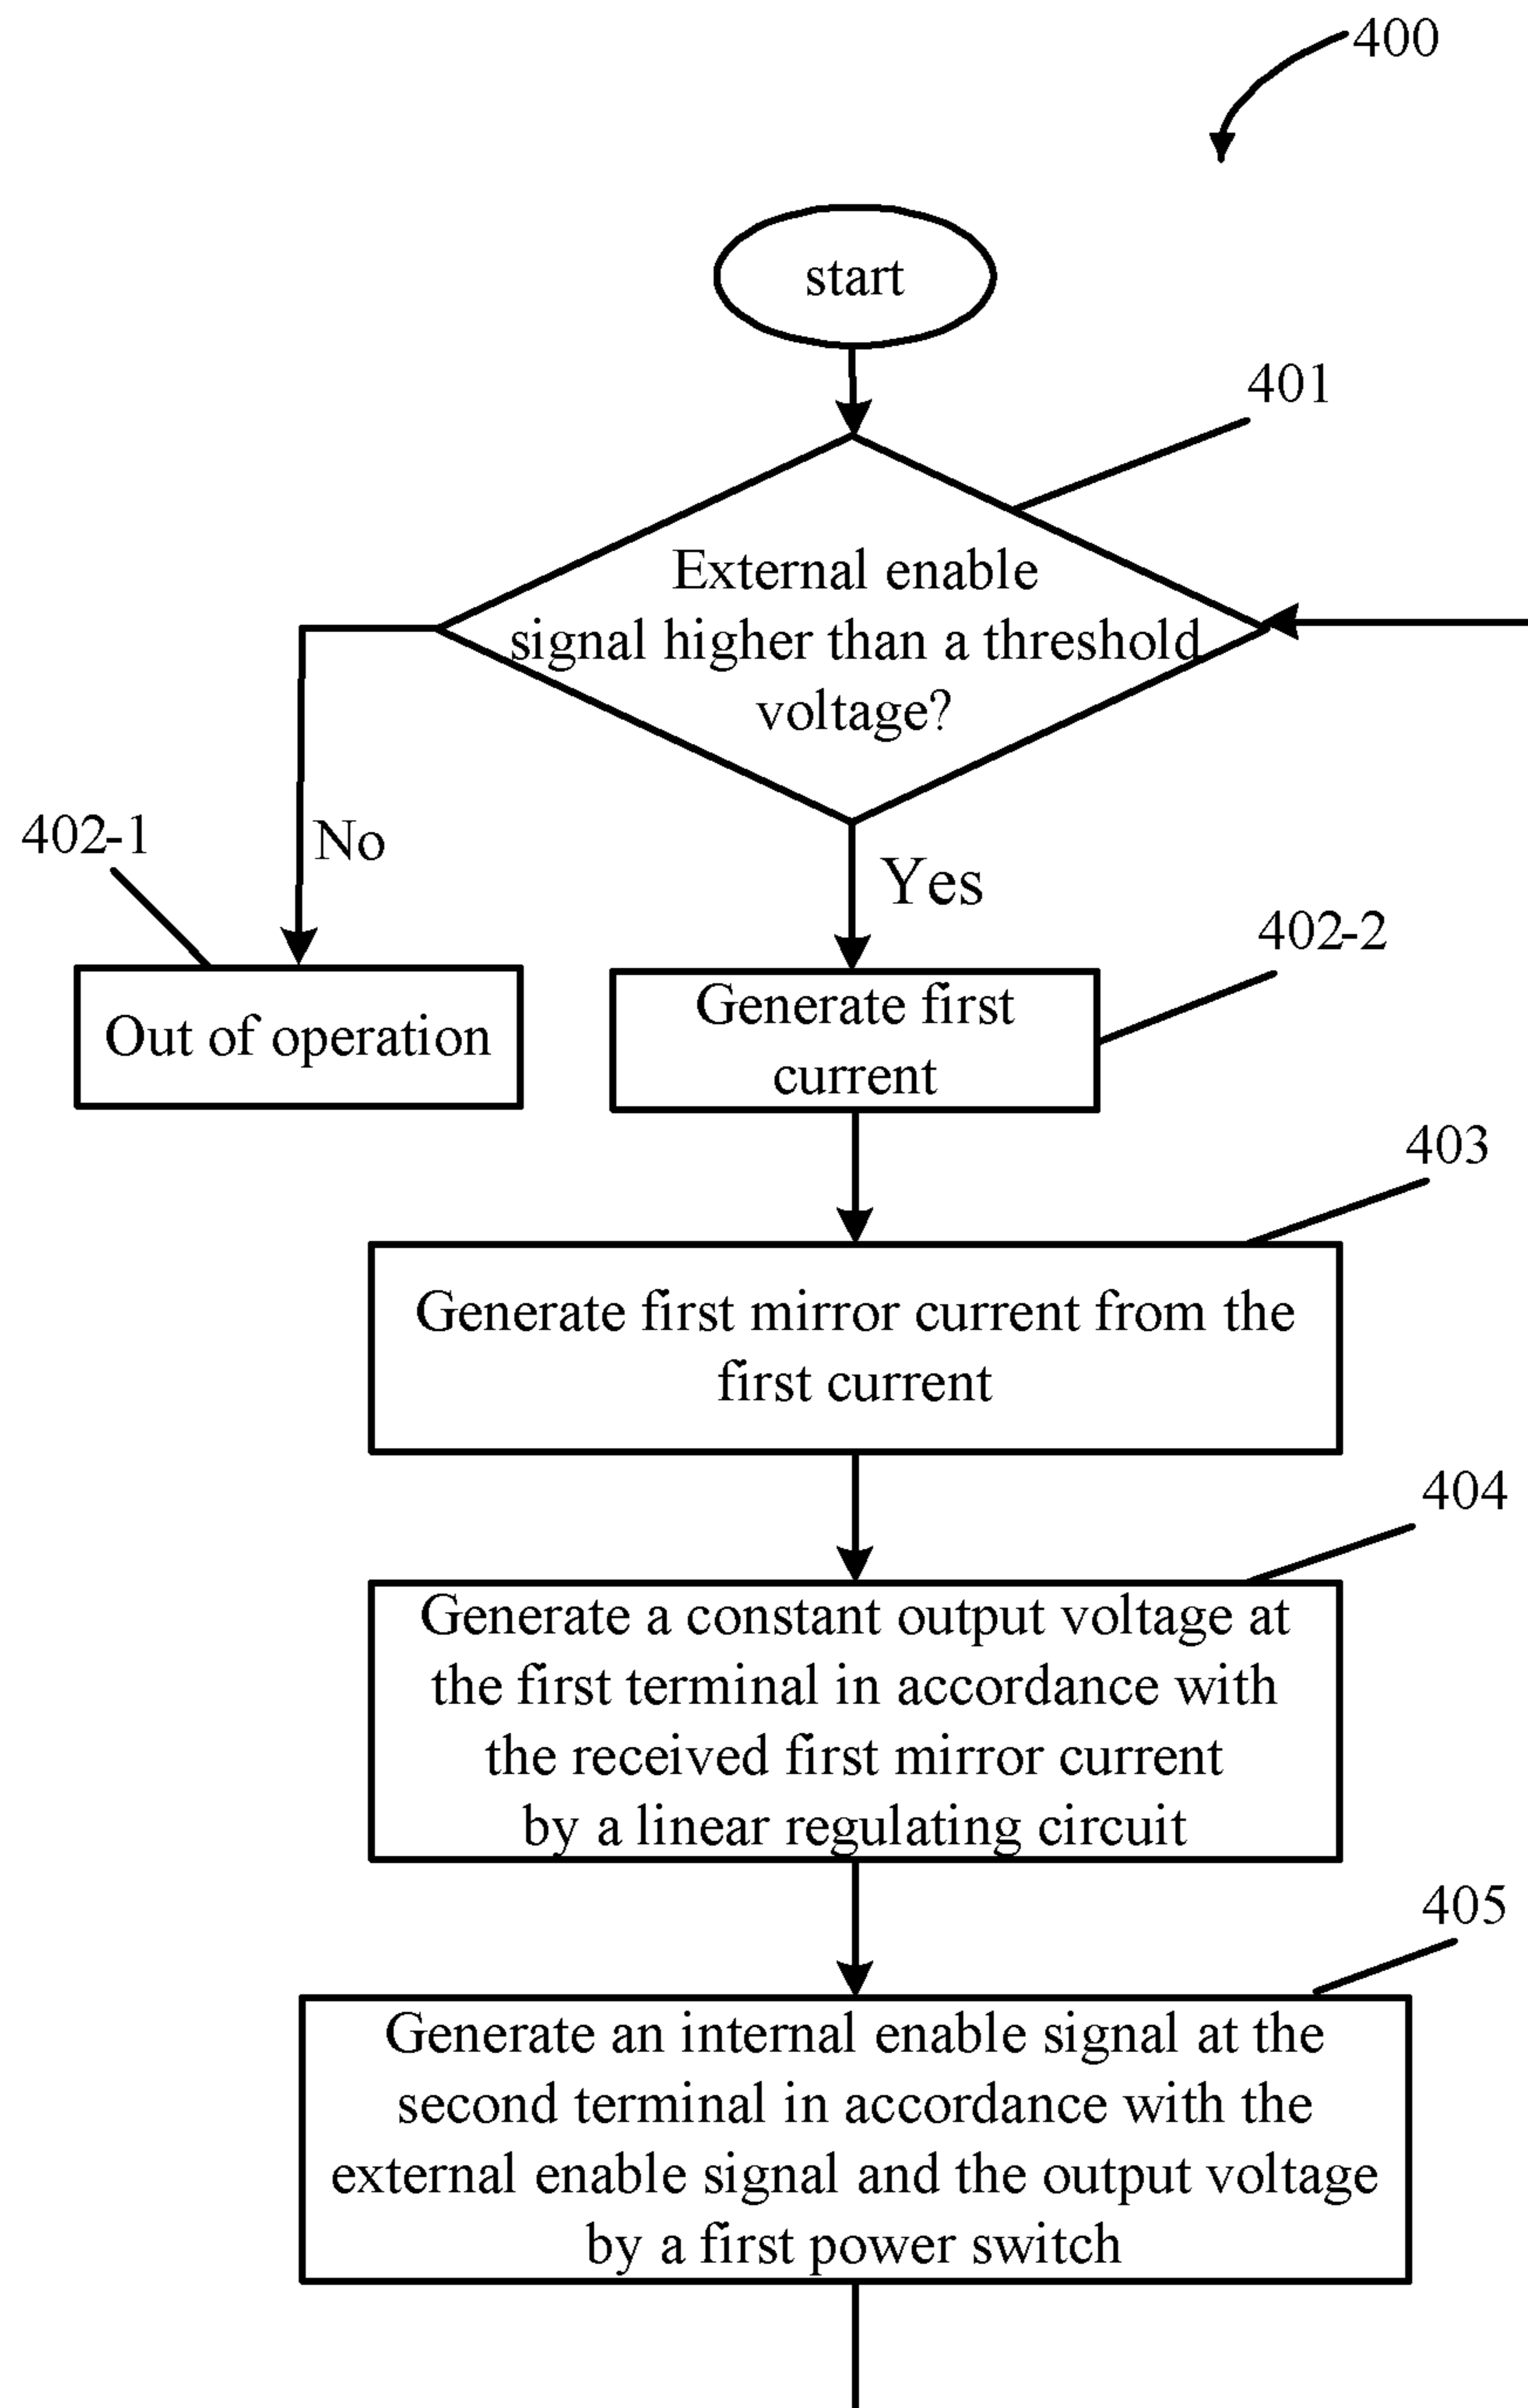 400
start
401
External enable
signal higher than a threshold
voltage?
402-1
No
Yes
402-2
Out of operation
Generate first
current
403
Generate first mirror current from the
first current
404
Generate a constant output voltage at
the first terminal in accordance with
the received first mirror current
by a linear regulating circuit
405
Generate an internal enable signal at the
second terminal in accordance with the
external enable signal and the output voltage
by a first power switch